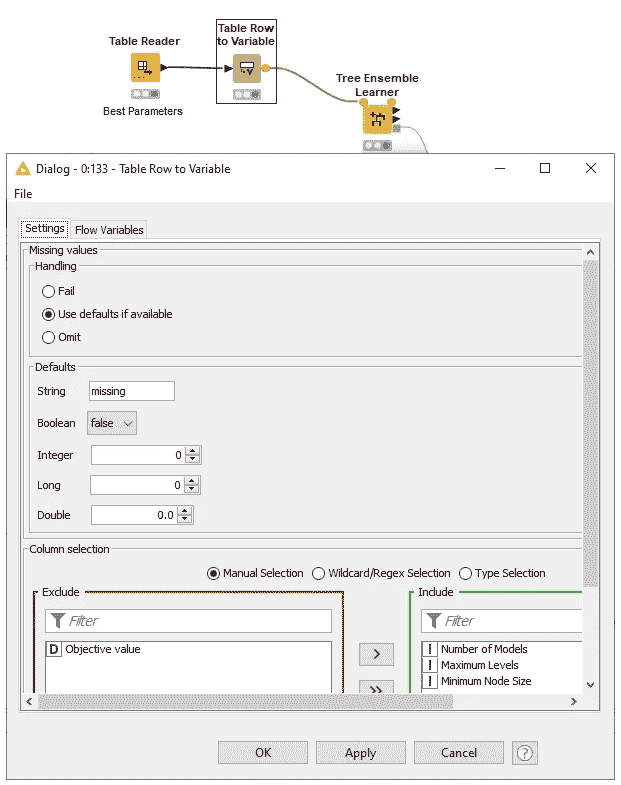 Table Reader
Table Row
to Variable
Tree Ensemble
Learner
Best Parameters
Dialog - 0:133 - Table Row to Variable
File
Settings
Flow Variables
Missing values
Handling
Fail
Use defaults if available
Omit
Defaults
String missing
Boolean false
Integer 0
Long 0
Double 0.0
Column selection
Manual Selection Wildcard/Regex Selection Type Selection
Exclude
Include
Filter
Filter
D Objective value
I Number of Models
I Maximum Levels
I Minimum Node Size
>
>>
OK Apply Cancel ?